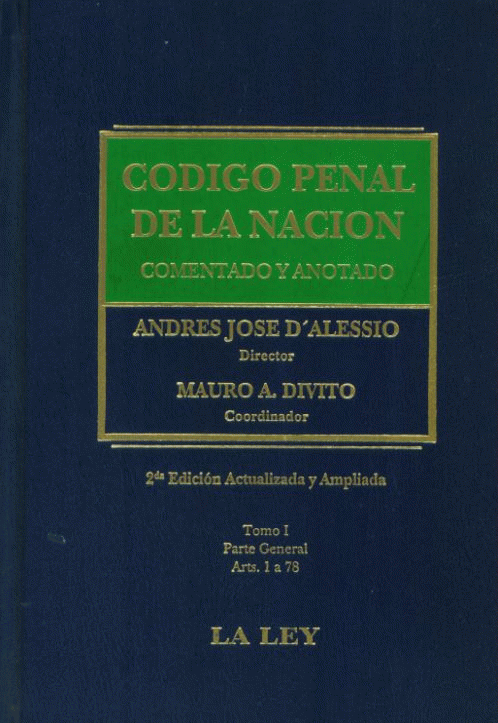 CODIGO PENAL
DE LA NACION
COMENTADO Y ANOTADO
ANDRES JOSE D´ALESSIO
Director
MAURO A. DIVITO
Coordinador
2da Edición Actualizada y Ampliada
Tomo I
Parte General
Arts. 1 a 78
LA LEY